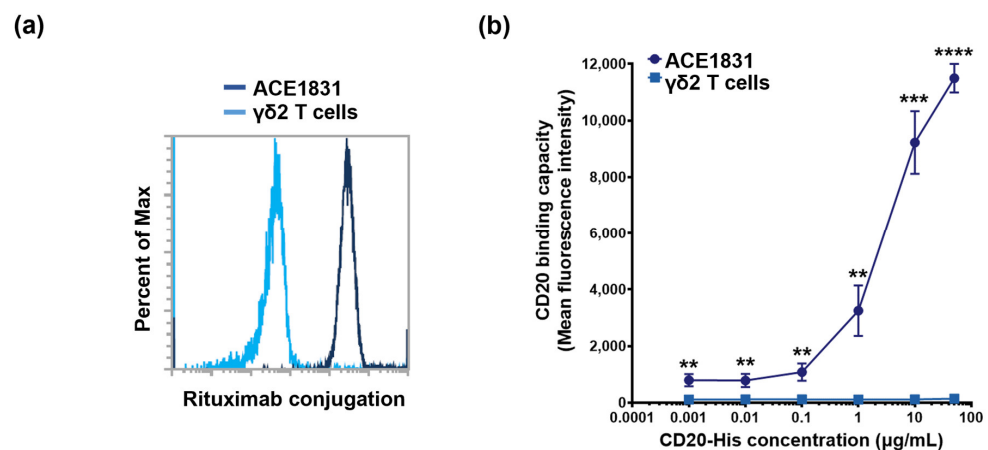 (a)
ACE1831
γδ2 T cells
Percent of Max
Rituximab conjugation
(b)
ACE1831
γδ2 T cells
CD20 binding capacity
(Mean fluorescence intensity)
12,000
10,000
8,000
6,000
4,000
2,000
0
**
**
**
**
***
****
0.0001 0.01 0.1 1 10 100
CD20-His concentration (μg/mL)